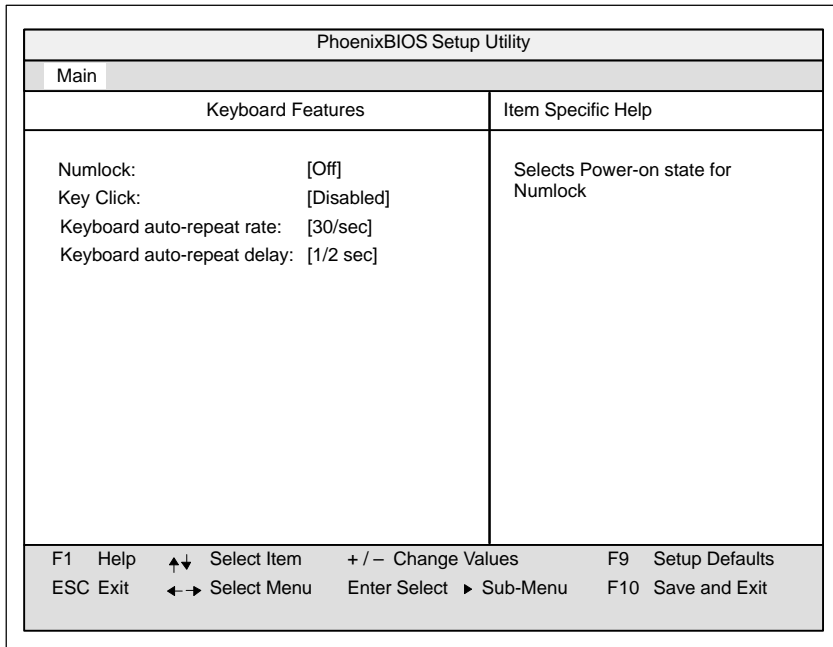 PhoenixBIOS Setup Utility
Main
Keyboard Features
Item Specific Help
Numlock: [Off]
Key Click: [Disabled]
Keyboard auto-repeat rate: [30/sec]
Keyboard auto-repeat delay: [1/2 sec]
Selects Power-on state for
Numlock
F1 Help Select Item + / – Change Values F9 Setup Defaults
ESC Exit Select Menu Enter Select Sub-Menu F10 Save and Exit